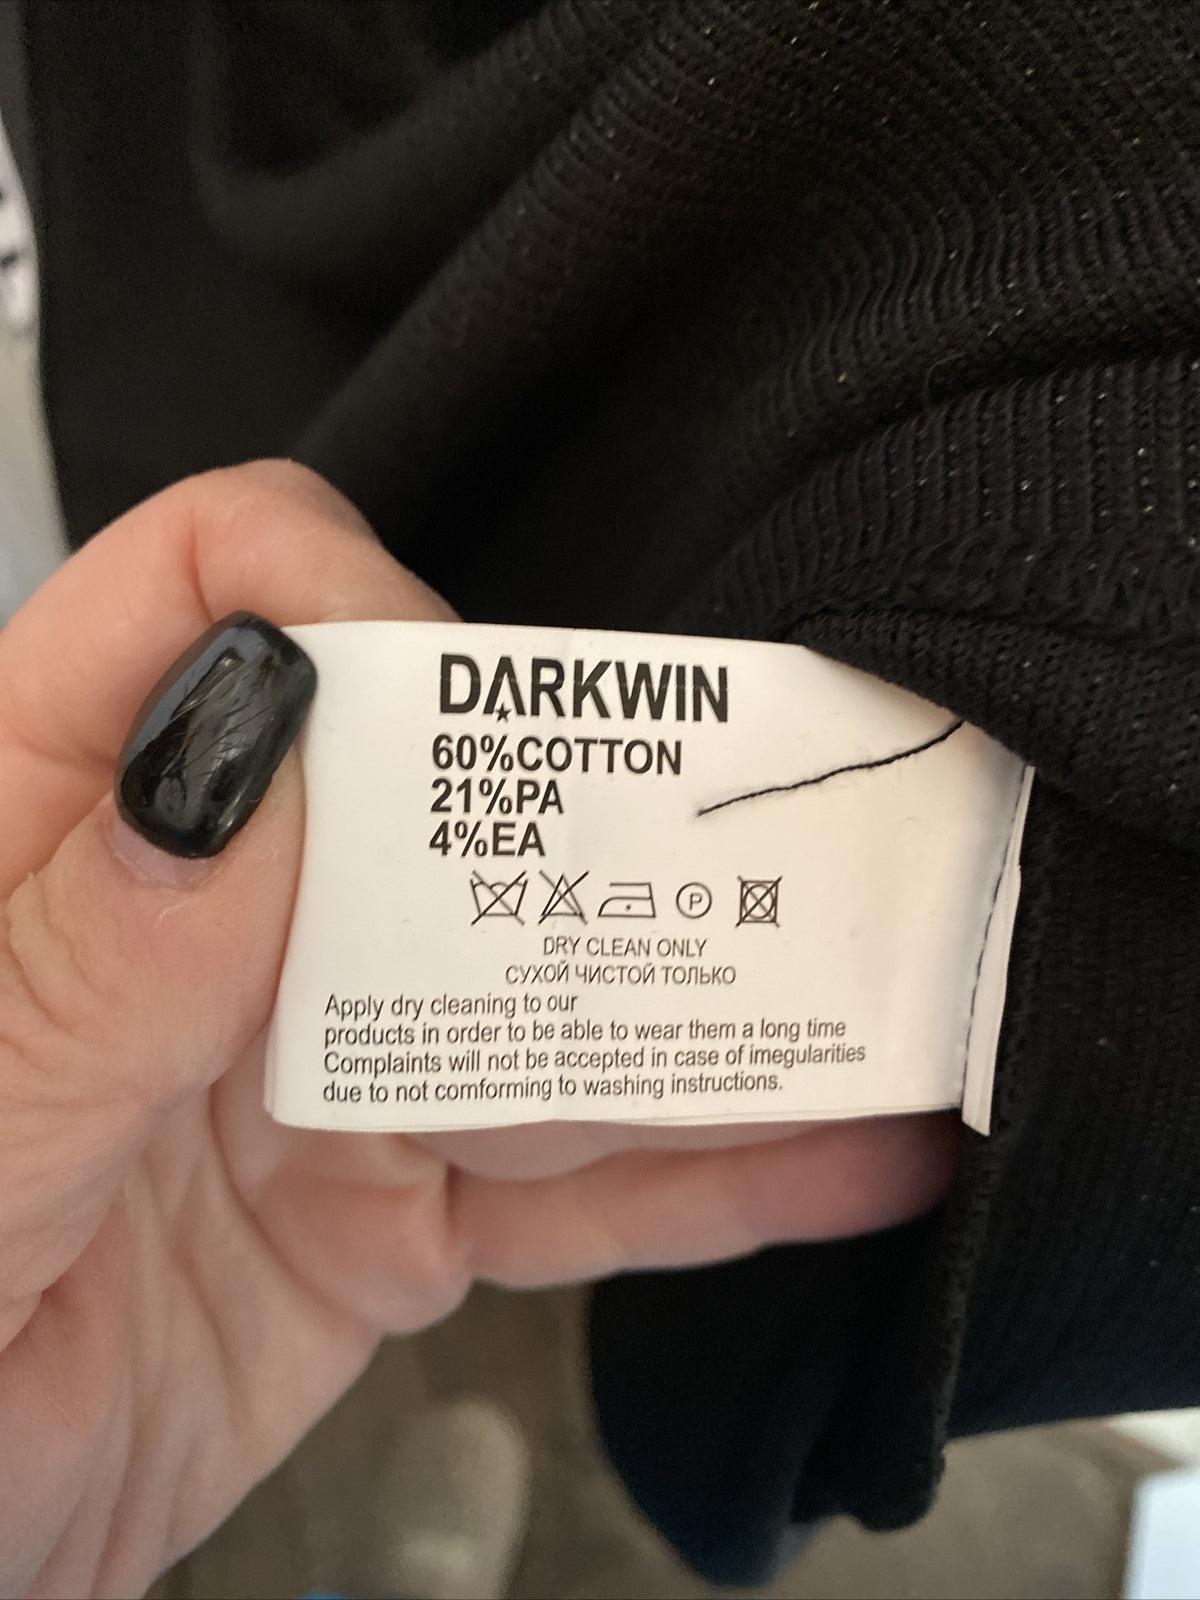 DARKWIN
60%COTTON
21%PA
4%EA
P
DRY CLEAN ONLY
СУХОЙ ЧИСТОЙ ТОЛЬКО
Apply dry cleaning to our
products in order to be able to wear them a long time
Complaints will not be accepted in case of imegularities
due to not comforming to washing instructions.